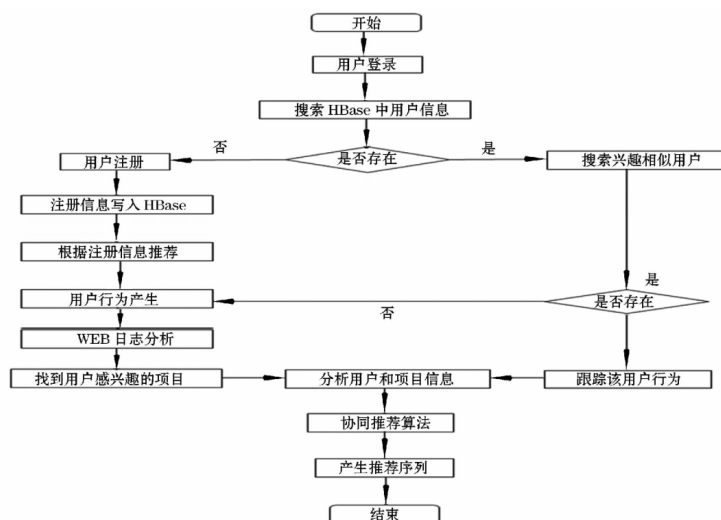 开始
用户登录
搜索 HBase 中用户信息
否
是否存在
是
用户注册
搜索兴趣相似用户
注册信息写入 HBase
根据注册信息推荐
是
用户行为产生
否
是否存在
WEB 日志分析
找到用户感兴趣的项目
分析用户和项目信息
跟踪该用户行为
协同推荐算法
产生推荐序列
结束